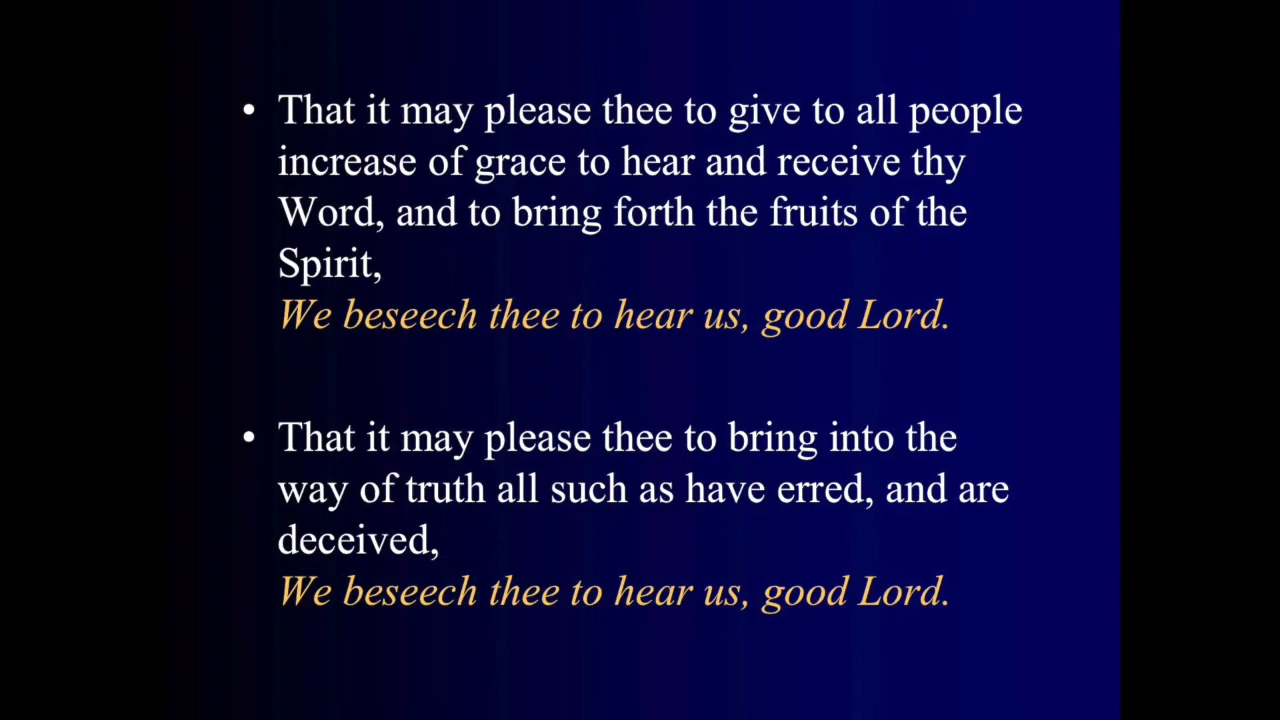 • That it may please thee to give to all people
increase of grace to hear and receive thy
Word, and to bring forth the fruits of the
Spirit,
We beseech thee to hear us, good Lord.
• That it may please thee to bring into the
way of truth all such as have erred, and are
deceived,
We beseech thee to hear us, good Lord.